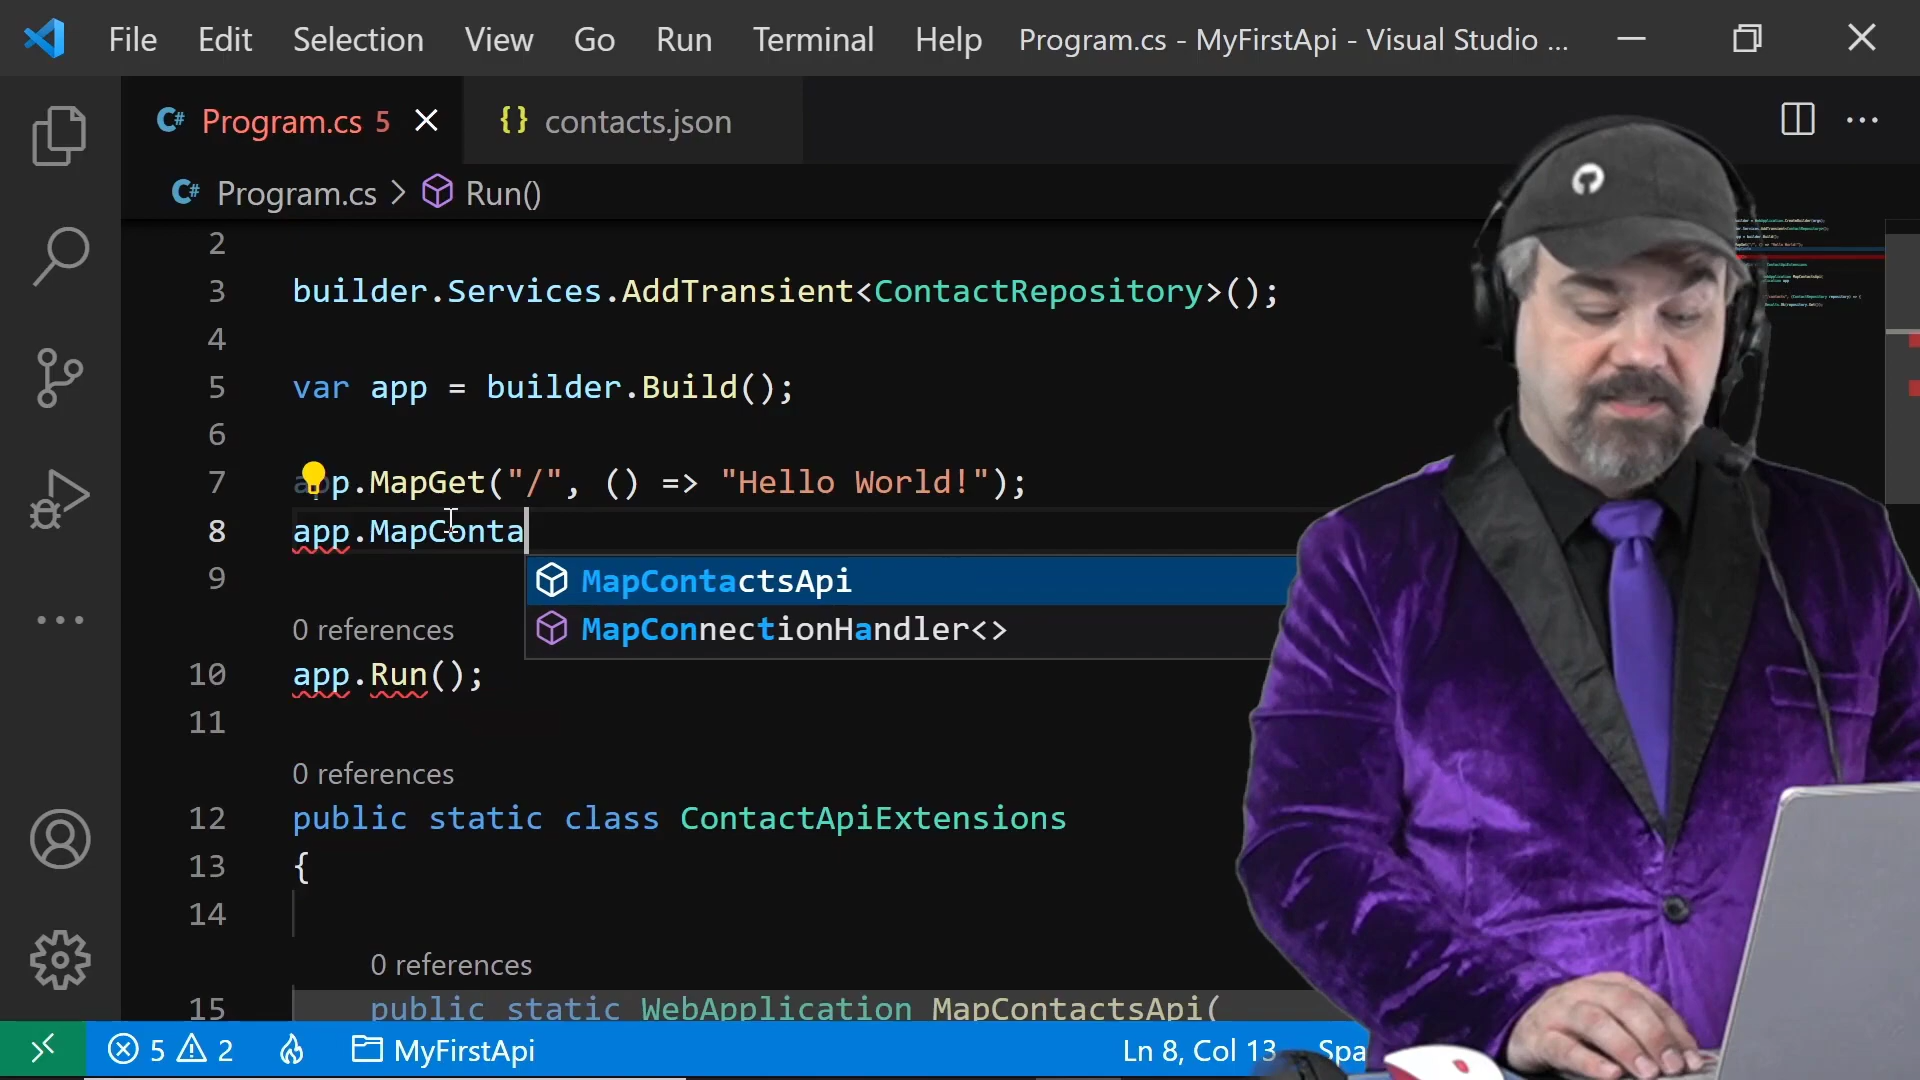 File Edit Selection View Go Run Terminal Help Program.cs - MyFirstApi - Visual Studio ...
C# Program.cs 5 {} contacts.json
C# Program.cs > Run()
2
3 builder.Services.AddTransient<ContactRepository>();
4
5 var app = builder.Build();
6
7 app.MapGet("/", () => "Hello World!");
8 app.MapConta
MapContactsApi
9
MapConnectionHandler<>
0 references
10 app.Run();
11
0 references
12 public static class ContactApiExtensions
13 {
14
0 references
15 public static WebApplication MapContactsApi(
5 2 MyFirstApi Ln 8, Col 13 Spa